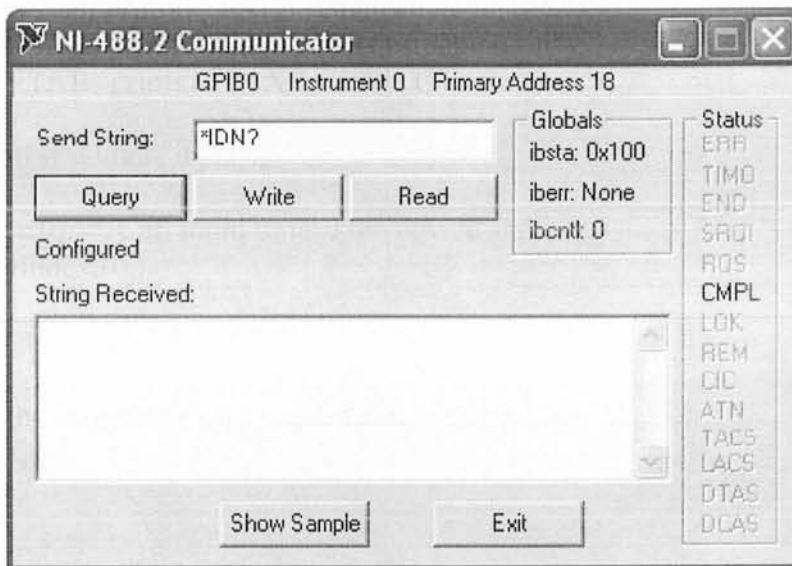 NI-488.2 Communicator
GPIB0 Instrument 0 Primary Address 18
Send String:
*IDN?
Query
Write
Read
Configured
String Received:
Globals
ibsta: 0x100
iberr: None
ibcntl: 0
Status
ERR
TIMO
END
SRQI
RQS
CMPL
LOK
REM
CIC
ATN
TACS
LACS
DTAS
DCAS
Show Sample
Exit